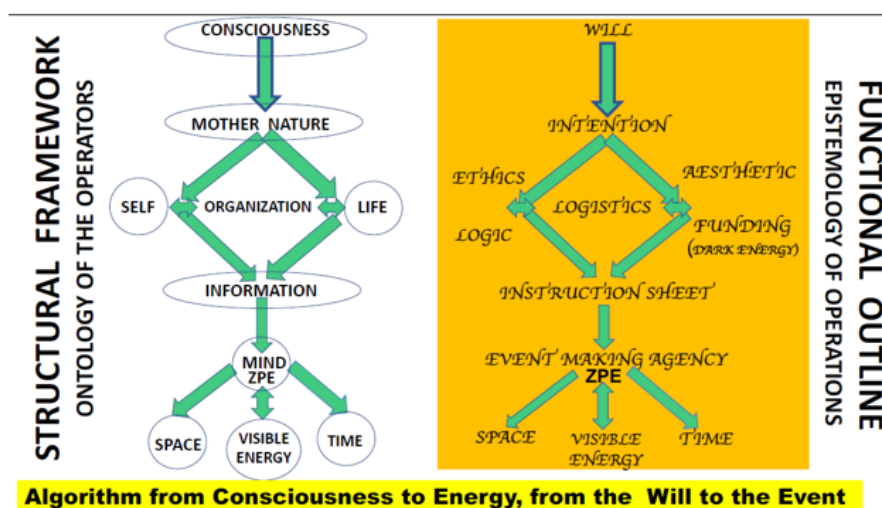 STRUCTURAL FRAMEWORK
ONTOLOGY OF THE OPERATORS
CONSCIOUSNESS
MOTHER NATURE
SELF
ORGANIZATION
LIFE
INFORMATION
MIND
ZPE
SPACE
VISIBLE
ENERGY
TIME
WILL
INTENTION
ETHICS
AESTHETIC
LOGISTICS
LOGIC
FUNDING
(DARK ENERGY)
INSTRUCTION SHEET
EVENT MAKING AGENCY
ZPE
SPACE
VISIBLE
ENERGY
TIME
FUNCTIONAL OUTLINE
EPISTEMOLOGY OF OPERATIONS
Algorithm from Consciousness to Energy, from the Will to the Event